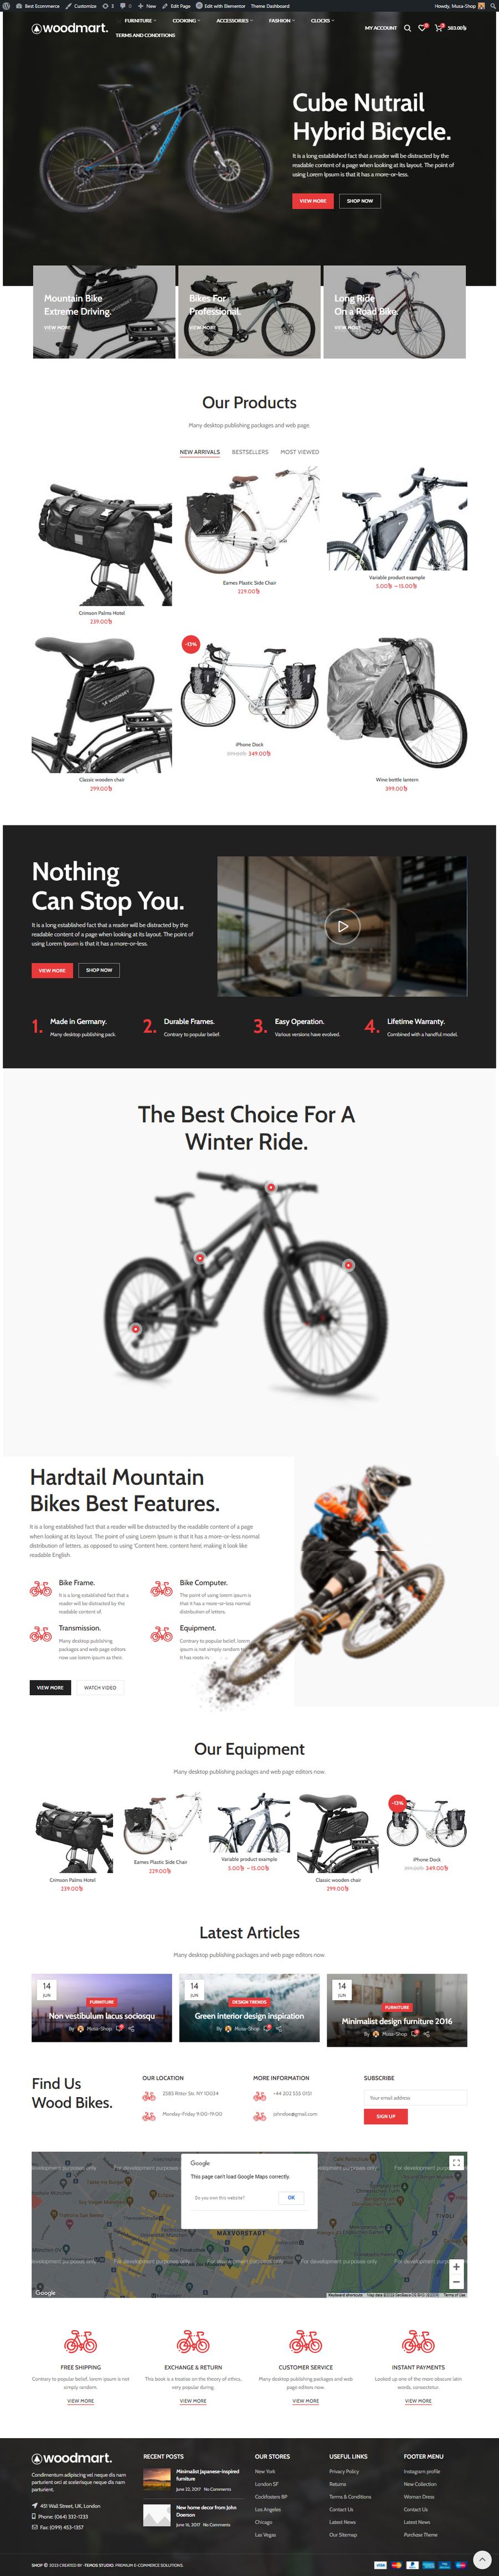 Best Ecommerce Customize 3 0 New Edit Page Edit with Elementor Theme Dashboard Howdy, Musa-Shop
woodmart.
FURNITURE COOKING ACCESSORIES FASHION CLOCKS
TERMS AND CONDITIONS
MY ACCOUNT
Cube Nutrail
Hybrid Bicycle.
It is a long established fact that a reader will be distracted by the
readable content of a page when looking at its layout. The point of
using Lorem Ipsum is that it has a more-or-less.
VIEW MORE SHOP NOW
Mountain Bike
Extreme Driving.
VIEW MORE
Bikes For
Professional.
VIEW MORE
Long Ride
On a Road Bike.
VIEW MORE
Our Products
Many desktop publishing packages and web page.
NEW ARRIVALS BESTSELLERS MOST VIEWED
Crimson Palms Hotel
239.00৳
Eames Plastic Side Chair
229.00৳
Variable product example
5.00৳ – 15.00৳
Classic wooden chair
299.00৳
-13%
iPhone Dock
349.00৳
Wine bottle lantern
399.00৳
Nothing
Can Stop You.
It is a long established fact that a reader will be distracted by the
readable content of a page when looking at its layout. The point of
using Lorem Ipsum is that it has a more-or-less.
VIEW MORE SHOP NOW
1. Made in Germany.
Many desktop publishing pack.
2. Durable Frames.
Contrary to popular belief.
3. Easy Operation.
Various versions have evolved.
4. Lifetime Warranty.
Combined with a handful model.
The Best Choice For A
Winter Ride.
Hardtail Mountain
Bikes Best Features.
It is a long established fact that a reader will be distracted by the readable content of a page
when looking at its layout. The point of using Lorem Ipsum is that it has a more-or-less normal
distribution of letters, as opposed to using 'Content here, content here, making it look like
readable English.
Bike Frame.
It is a long established fact that a
reader will be distracted by the
readable content of.
Bike Computer.
The point of using lorem ipsum is
that it has a more-or-less normal
distribution of letters.
Transmission.
Many desktop publishing
packages and web page editors
now use lorem ipsum as their.
Equipment.
Contrary to popular belief, lorem
ipsum is not simply random te
It has roots in.
VIEW MORE WATCH VIDEO
Our Equipment
Many desktop publishing packages and web page editors now.
Crimson Palms Hotel
239.00৳
Eames Plastic Side Chair
229.00৳
Variable product example
5.00৳ – 15.00৳
Classic wooden chair
299.00৳
-13%
iPhone Dock
349.00৳
Latest Articles
Many desktop publishing packages and web page editors now.
14
JUN
FURNITURE
Non vestibulum lacus sociosqu
By Musa-Shop
14
JUN
DESIGN TRENDS
Green interior design inspiration
By Musa-Shop
14
JUN
FURNITURE
Minimalist design furniture 2016
By Musa-Shop
Find Us
Wood Bikes.
OUR LOCATION
2585 Ritter Str. NY 10034
Monday-Friday 9:00-19:00
MORE INFORMATION
+44 202 555 0151
johndoe@gmail.com
SUBSCRIBE
Your email address
SIGN UP
Google
This page can't load Google Maps correctly.
Do you own this website? OK
MAXVORSTADT
TIVOLI
For development purposes only
Google
Keyboard shortcuts
Terms of Use
FREE SHIPPING
Contrary to popular belief, lorem ipsum is not
simply random.
VIEW MORE
EXCHANGE & RETURN
This book is a treatise on the theory of ethics,
very popular during.
VIEW MORE
CUSTOMER SERVICE
Many desktop publishing packages and web
page editors now.
VIEW MORE
INSTANT PAYMENTS
Looked up one of the more obscure latin
words, consectetur.
VIEW MORE
woodmart.
Condimentum adipiscing vel neque dis nam
parturient orci at scelerisque neque dis nam
parturient.
451 Wall Street, UK, London
Phone: (064) 332-1233
Fax: (099) 453-1357
RECENT POSTS
Minimalist Japanese-inspired
furniture
June 22, 2017 No Comments
New home decor from John
Doerson
June 16, 2017 No Comments
OUR STORES
New York
London SF
Cockfosters BP
Los Angeles
Chicago
Las Vegas
USEFUL LINKS
Privacy Policy
Returns
Terms & Conditions
Contact Us
Latest News
Our Sitemap
FOOTER MENU
Instagram profile
New Collection
Woman Dress
Contact Us
Latest News
Purchase Theme
SHOP © 2023 CREATED BY -TEMOS STUDIO. PREMIUM E-COMMERCE SOLUTIONS.
VISA